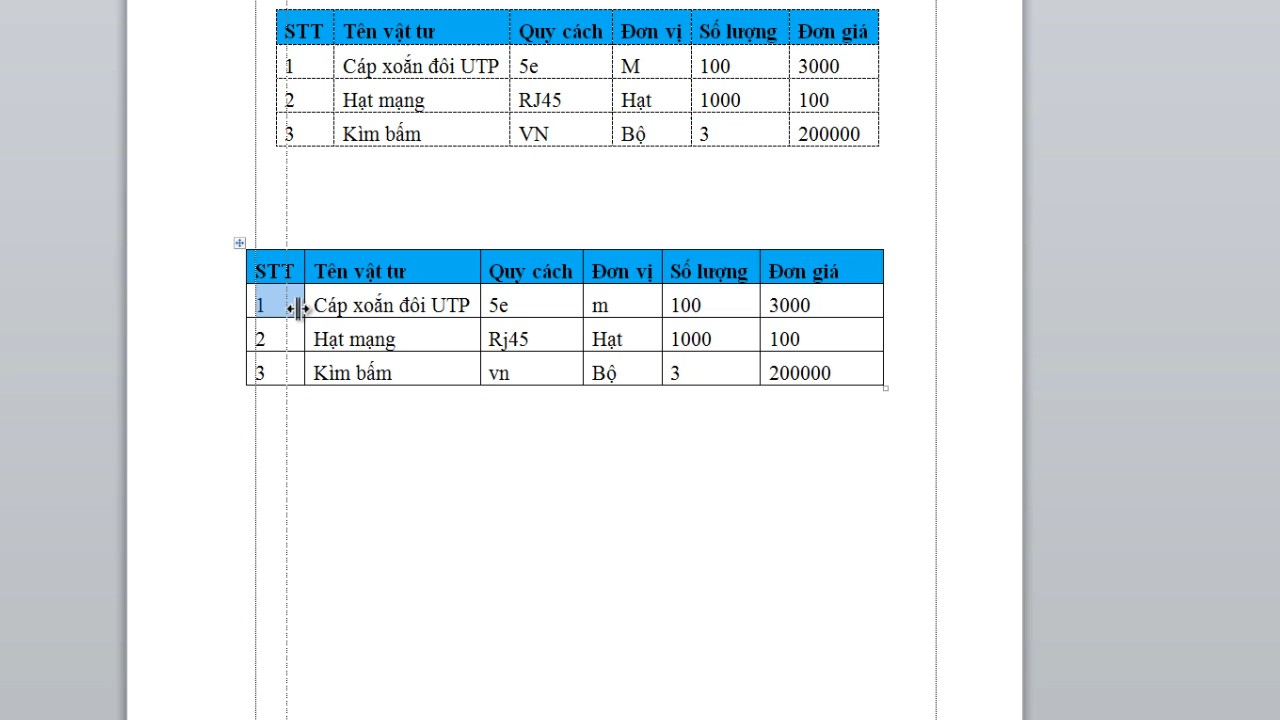 STT Tên vật tư Quy cách Đơn vị Số lượng Đơn giá
1 Cáp xoắn đôi UTP 5e M 100 3000
2 Hạt mạng RJ45 Hạt 1000 100
3 Kìm bấm VN Bộ 3 200000
STT Tên vật tư Quy cách Đơn vị Số lượng Đơn giá
1 Cáp xoắn đôi UTP 5e m 100 3000
2 Hạt mạng Rj45 Hạt 1000 100
3 Kìm bấm vn Bộ 3 200000